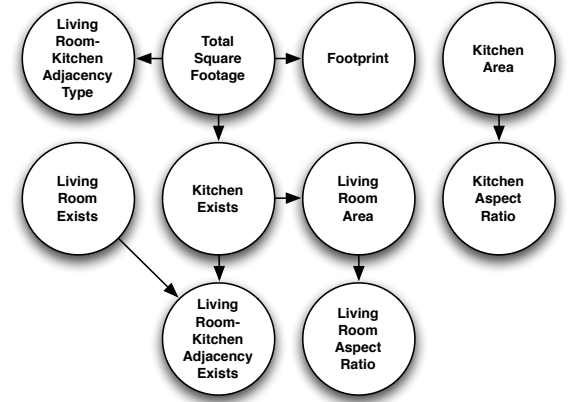 Living
Room-
Kitchen
Adjacency
Type
Total
Square
Footage
Footprint
Kitchen
Area
Living
Room
Exists
Kitchen
Exists
Living
Room
Area
Kitchen
Aspect
Ratio
Living
Room-
Kitchen
Adjacency
Exists
Living
Room
Aspect
Ratio